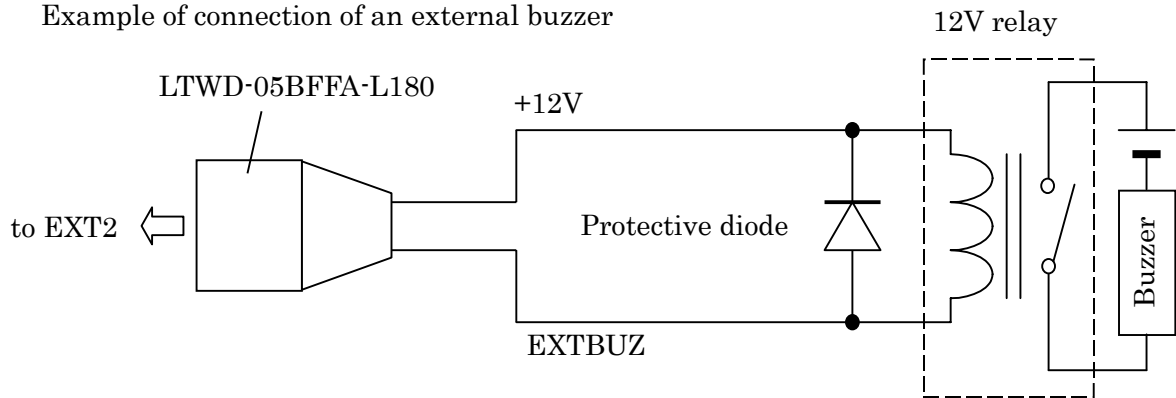 Example of connection of an external buzzer
12V relay
LTWD-05BFFA-L180
+12V
to EXT2
Protective diode
Buzzer
EXTBUZ